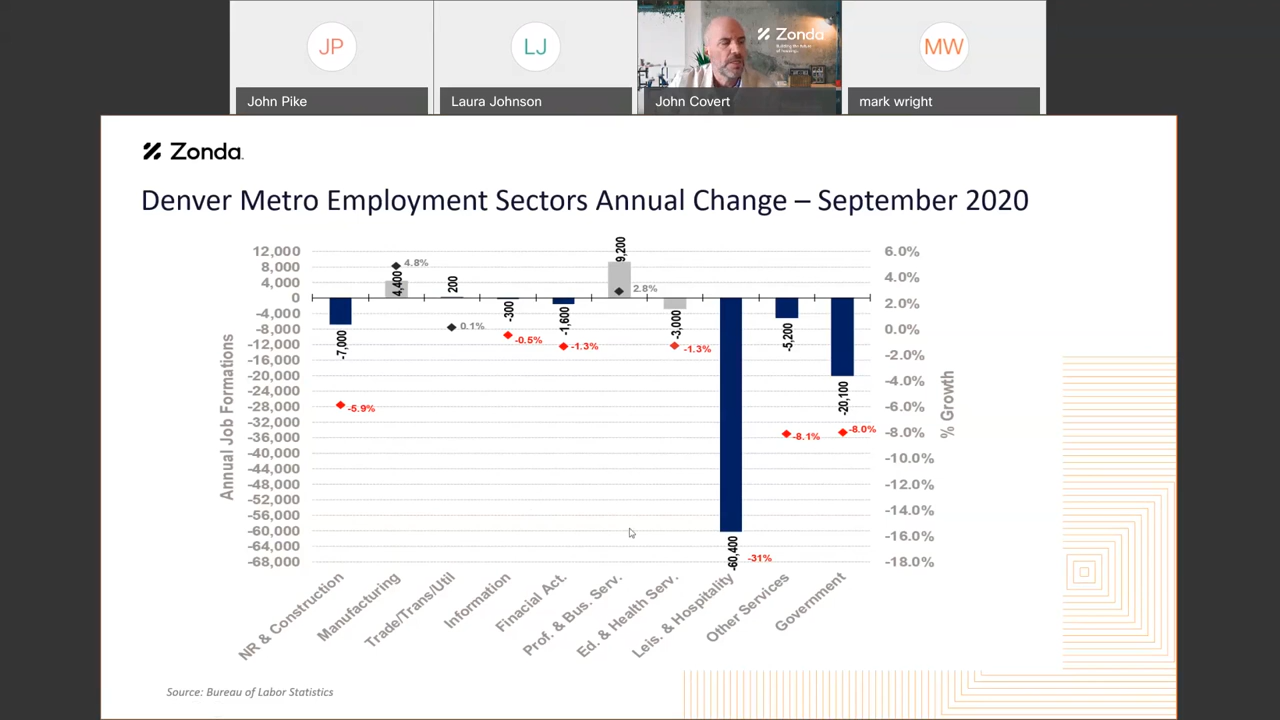 JP
LJ
Zonda
MW
John Pike
Laura Johnson
John Covert
mark wright
Zonda.
Denver Metro Employment Sectors Annual Change – September 2020
12,000
8,000
4,000
0
-4,000
-8,000
-12,000
-16,000
-20,000
-24,000
-28,000
-32,000
-36,000
-40,000
-44,000
-48,000
-52,000
-56,000
-60,000
-64,000
-68,000
Annual Job Formations
-7,000
-5.9%
4,400
4.8%
200
0.1%
-300
-0.5%
-1,600
-1.3%
9,200
2.8%
-3,000
-1.3%
-60,400
-31%
-5,200
-8.1%
-20,100
-8.0%
6.0%
4.0%
2.0%
0.0%
-2.0%
-4.0%
-6.0%
-8.0%
-10.0%
-12.0%
-14.0%
-16.0%
-18.0%
% Growth
NR & Construction
Manufacturing
Trade/Trans/Util
Information
Finacial Act.
Prof. & Bus. Serv.
Ed. & Health Serv.
Leis. & Hospitality
Other Services
Government
Source: Bureau of Labor Statistics